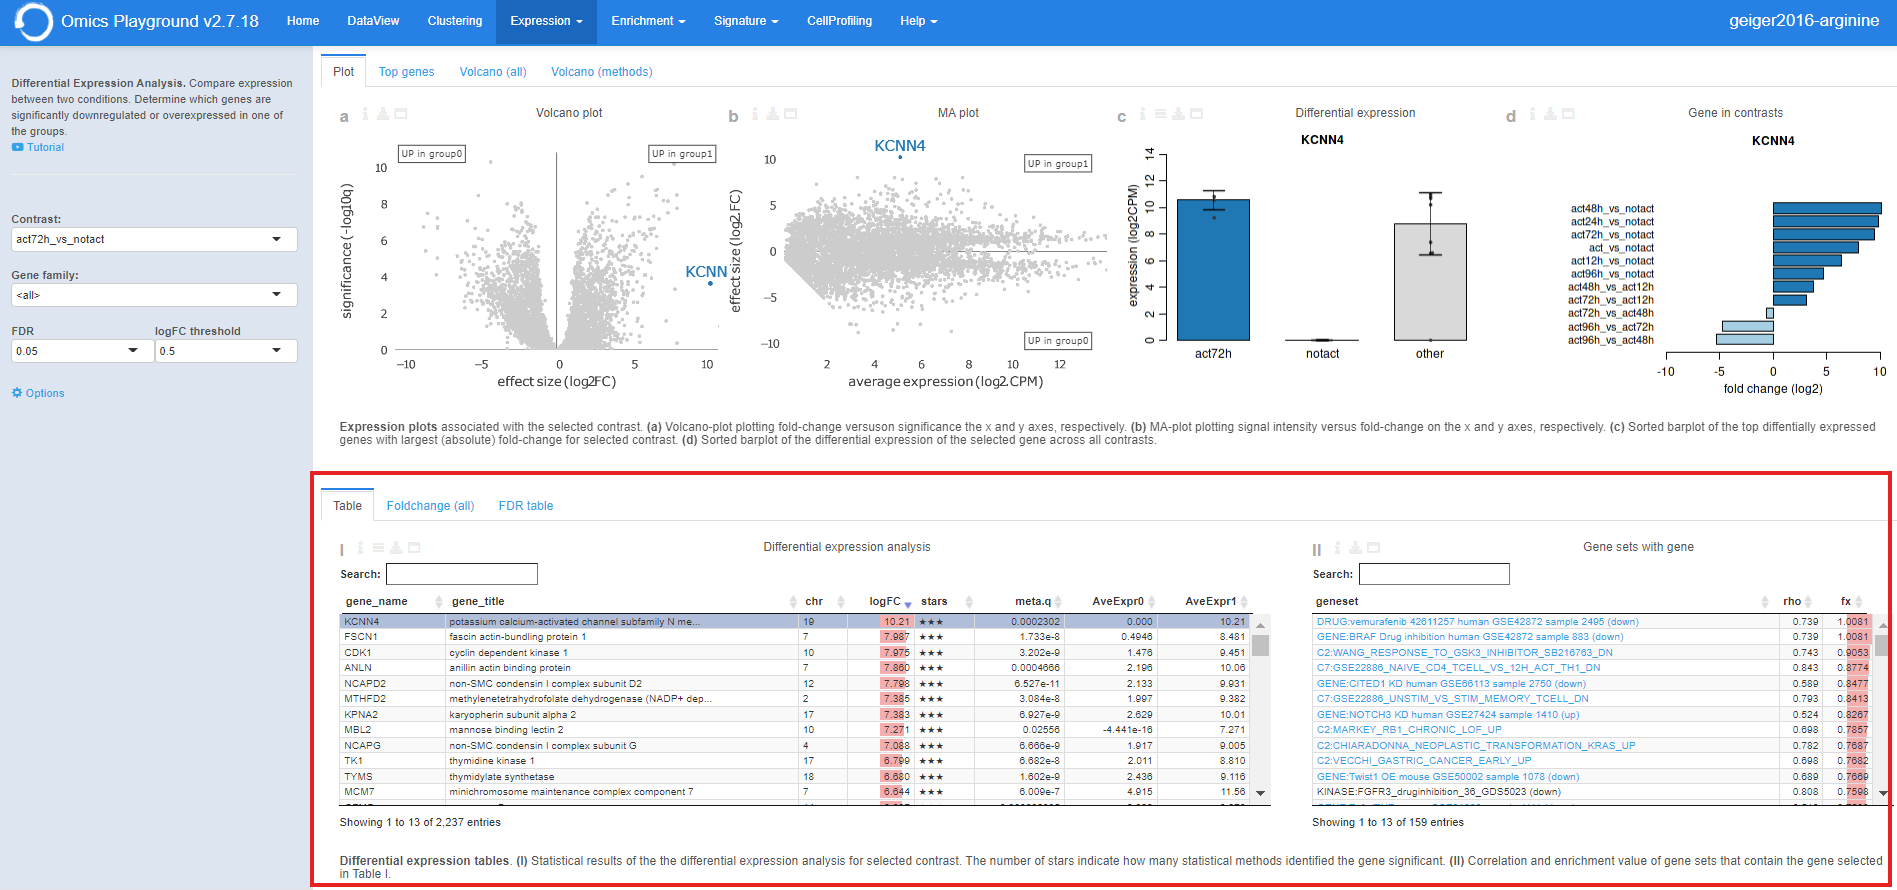 Omics Playground v2.7.18 Home DataView Clustering Expression Enrichment Signature CellProfiling Help geiger2016-arginine
Differential Expression Analysis. Compare expression
between two conditions. Determine which genes are
significantly downregulated or overexpressed in one of
the groups.
Tutorial
Contrast:
act72h_vs_notact
Gene family:
<all>
FDR logFC threshold
0.05 0.5
Options
Plot Top genes Volcano (all) Volcano (methods)
a Volcano plot
UP in group0 UP in group1
10
8
6
4
2
0
KCNN
−10 −5 0 5 10
effect size (log2FC)
significance (-log10q)
b MA plot
KCNN4
UP in group1
UP in group0
10
5
0
−5
−10
2 4 6 8 10 12
average expression (log2.CPM)
effect size (log2.FC)
c Differential expression
KCNN4
14
12
10
8
6
4
2
0
expression (log2CPM)
act72h notact other
d Gene in contrasts
KCNN4
act48h_vs_notact
act24h_vs_notact
act72h_vs_notact
act_vs_notact
act12h_vs_notact
act96h_vs_notact
act48h_vs_act12h
act72h_vs_act12h
act72h_vs_act48h
act96h_vs_act72h
act96h_vs_act48h
-10 -5 0 5 10
fold change (log2)
Expression plots associated with the selected contrast. (a) Volcano-plot plotting fold-change versuson significance the x and y axes, respectively. (b) MA-plot plotting signal intensity versus fold-change on the x and y axes, respectively. (c) Sorted barplot of the top diffentially expressed
genes with largest (absolute) fold-change for selected contrast. (d) Sorted barplot of the differential expression of the selected gene across all contrasts.
Table Foldchange (all) FDR table
I Differential expression analysis
Search:
gene_name gene_title chr logFC stars meta.q AveExpr0 AveExpr1
KCNN4 potassium calcium-activated channel subfamily N me... 19 10.21 ★★★ 0.0002302 0.000 10.21
FSCN1 fascin actin-bundling protein 1 7 7.987 ★★★ 1.733e-8 0.4946 8.481
CDK1 cyclin dependent kinase 1 10 7.975 ★★★ 3.202e-9 1.476 9.451
ANLN anillin actin binding protein 7 7.860 ★★★ 0.0004666 2.196 10.06
NCAPD2 non-SMC condensin I complex subunit D2 12 7.798 ★★★ 6.527e-11 2.133 9.931
MTHFD2 methylenetetrahydrofolate dehydrogenase (NADP+ dep... 2 7.385 ★★★ 3.084e-8 1.997 9.382
KPNA2 karyopherin subunit alpha 2 17 7.383 ★★★ 6.927e-9 2.629 10.01
MBL2 mannose binding lectin 2 10 7.271 ★★★ 0.02556 -4.441e-16 7.271
NCAPG non-SMC condensin I complex subunit G 4 7.088 ★★★ 6.666e-9 1.917 9.005
TK1 thymidine kinase 1 17 6.799 ★★★ 6.682e-8 2.011 8.810
TYMS thymidylate synthetase 18 6.680 ★★★ 1.602e-9 2.436 9.116
MCM7 minichromosome maintenance complex component 7 7 6.644 ★★★ 6.009e-7 4.915 11.56
Showing 1 to 13 of 2,237 entries
II Gene sets with gene
Search:
geneset rho fx
DRUG:vemurafenib 42611257 human GSE42872 sample 2495 (down) 0.739 1.0081
GENE:BRAF Drug inhibition human GSE42872 sample 883 (down) 0.739 1.0081
C2:WANG_RESPONSE_TO_GSK3_INHIBITOR_SB216763_DN 0.743 0.9053
C7:GSE22886_NAIVE_CD4_TCELL_VS_12H_ACT_TH1_DN 0.843 0.8774
GENE:CITED1 KD human GSE66113 sample 2750 (down) 0.589 0.8477
C7:GSE22886_UNSTIM_VS_STIM_MEMORY_TCELL_DN 0.793 0.8413
GENE:NOTCH3 KD human GSE27424 sample 1410 (up) 0.524 0.8267
C2:MARKEY_RB1_CHRONIC_LOF_UP 0.698 0.7857
C2:CHIARADONNA_NEOPLASTIC_TRANSFORMATION_KRAS_UP 0.782 0.7687
C2:VECCHI_GASTRIC_CANCER_EARLY_UP 0.698 0.7682
GENE:Twist1 OE mouse GSE50002 sample 1078 (down) 0.689 0.7669
KINASE:FGFR3_druginhibition_36_GDS5023 (down) 0.808 0.7598
Showing 1 to 13 of 159 entries
Differential expression tables. (I) Statistical results of the the differential expression analysis for selected contrast. The number of stars indicate how many statistical methods identified the gene significant. (II) Correlation and enrichment value of gene sets that contain the gene selected
in Table I.